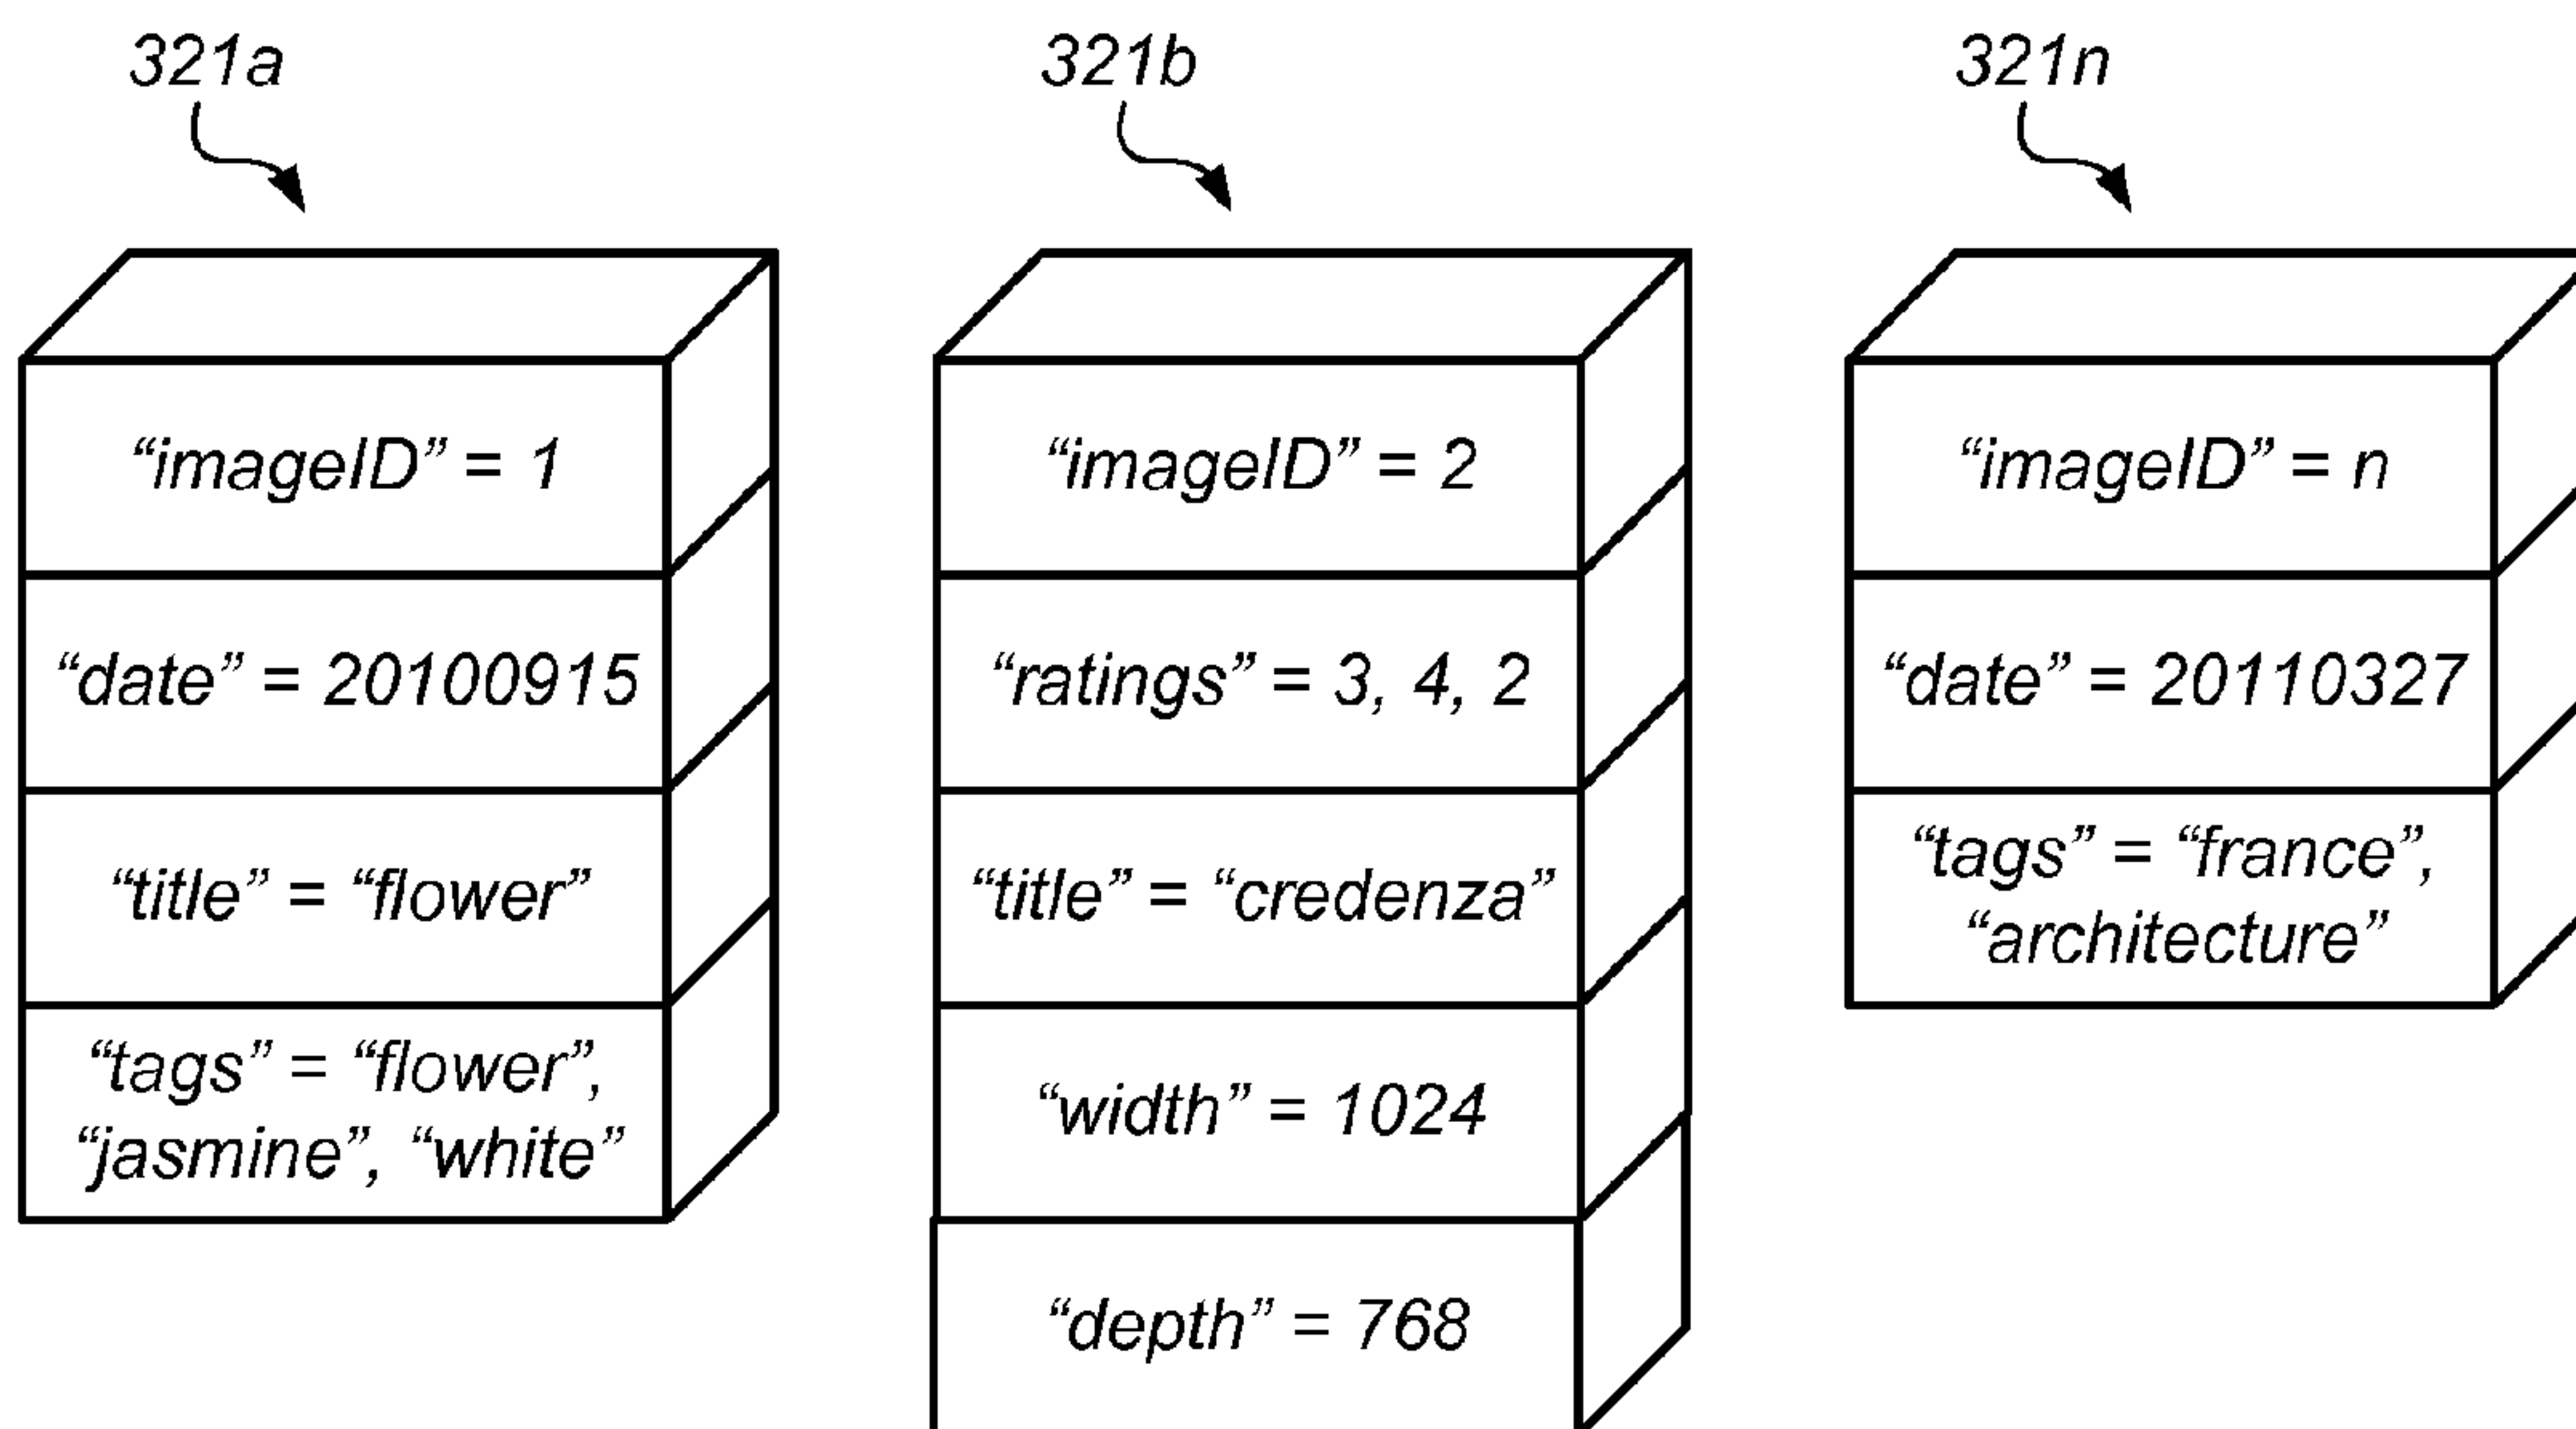 321a
“imageID” = 1
“date” = 20100915
“title” = “flower”
“tags” = “flower”,
“jasmine”, “white”
321b
“imageID” = 2
“ratings” = 3, 4, 2
“title” = “credenza”
“width” = 1024
“depth” = 768
321n
“imageID” = n
“date” = 20110327
“tags” = “france”,
“architecture”